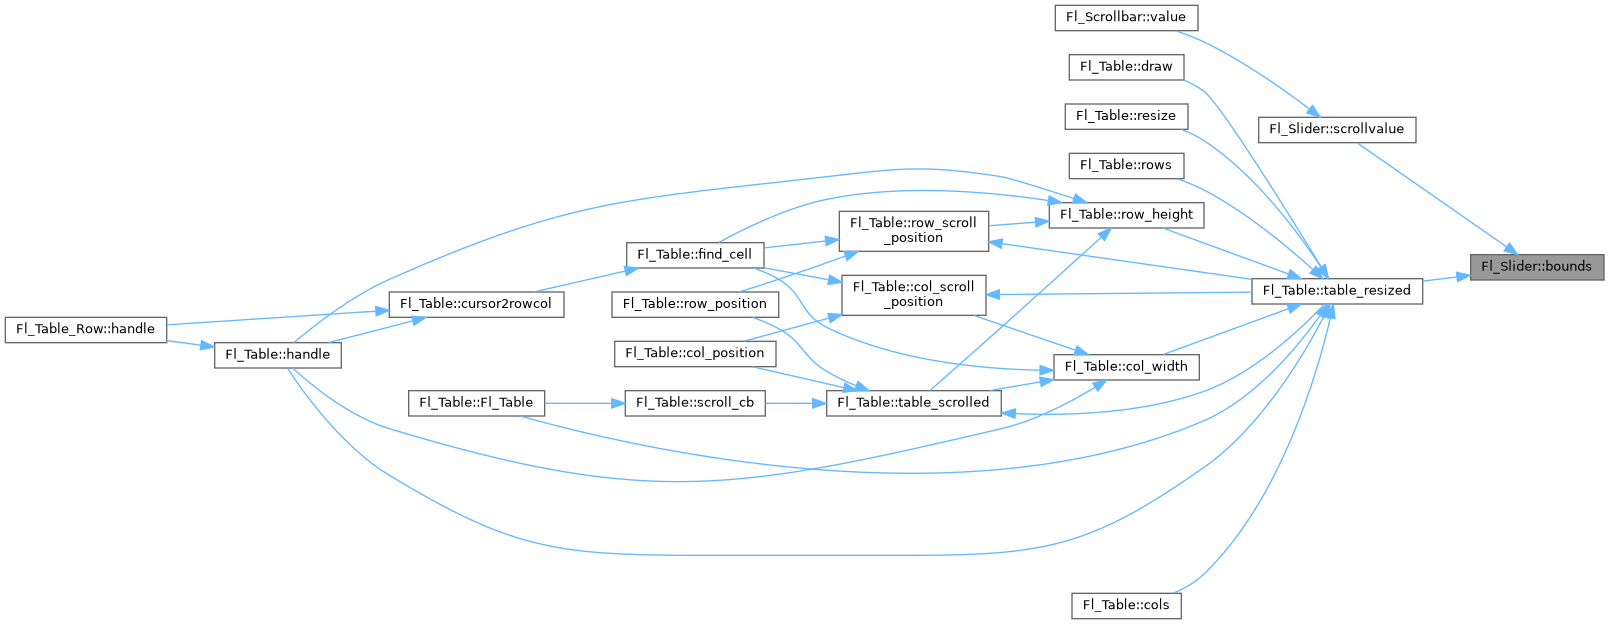 Fl_Scrollbar::value
Fl_Table::draw
Fl_Table::resize
Fl_Slider::scrollvalue
Fl_Table::rows
Fl_Table::row_height
Fl_Table::row_scroll
_position
Fl_Table::find_cell
Fl_Slider::bounds
Fl_Table::col_scroll
_position
Fl_Table::table_resized
Fl_Table::cursor2rowcol
Fl_Table::row_position
Fl_Table_Row::handle
Fl_Table::handle
Fl_Table::col_position
Fl_Table::col_width
Fl_Table::Fl_Table
Fl_Table::scroll_cb
Fl_Table::table_scrolled
Fl_Table::cols